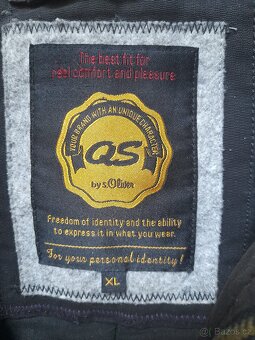 The best fit for
real comfort and pleasure
YOUR BRAND WITH AN UNIQUE CHARACTER
QS
by s.Oliver
Freedom of identity and the ability
to express it in what you wear.
For your personal identity!
XL